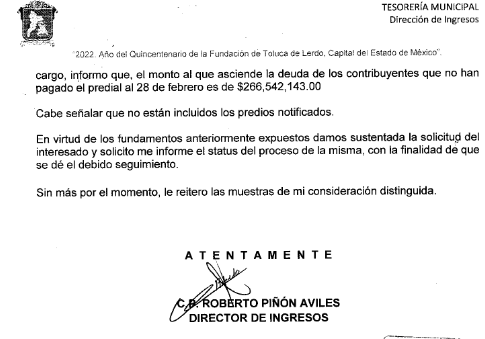 TESORERÍA MUNICIPAL
Dirección de Ingresos
"2022. Año del Quincentenario de la Fundación de Toluca de Lerdo, Capital del Estado de México".
cargo, informo que, el monto al que asciende la deuda de los contribuyentes que no han
pagado el predial al 28 de febrero es de $266,542,143.00
Cabe señalar que no están incluidos los predios notificados.
En virtud de los fundamentos anteriormente expuestos damos sustentada la solicitud del
interesado y solicito me informe el status del proceso de la misma, con la finalidad de que
se dé el debido seguimiento.
Sin más por el momento, le reitero las muestras de mi consideración distinguida.
A T E N T A M E N T E
C.P. ROBERTO PIÑÓN AVILES
DIRECTOR DE INGRESOS